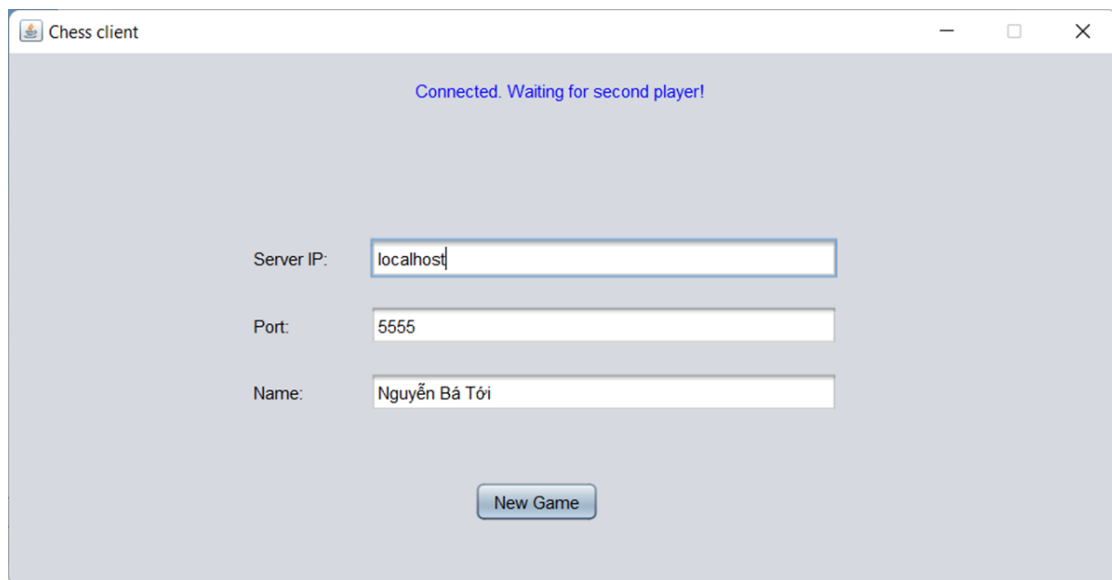 Chess client
Connected. Waiting for second player!
Server IP: localhost
Port: 5555
Name: Nguyễn Bá Tới
New Game